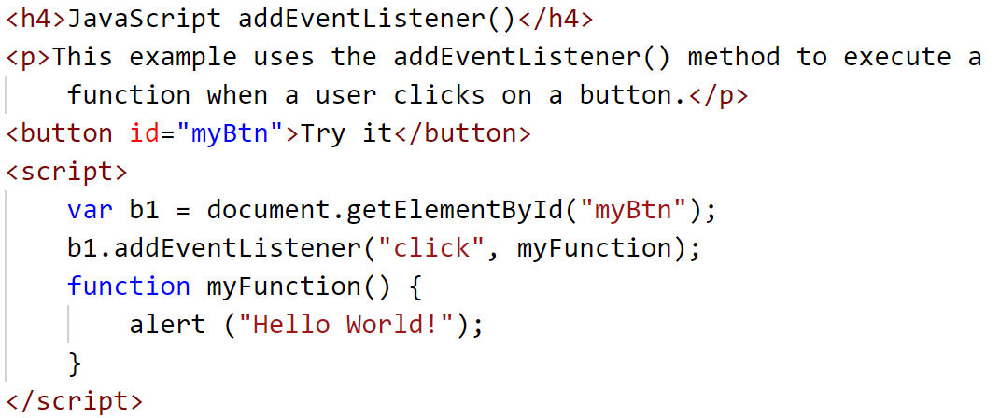 <h4>JavaScript addEventListener()</h4>
<p>This example uses the addEventListener() method to execute a
    function when a user clicks on a button.</p>
<button id="myBtn">Try it</button>
<script>
    var b1 = document.getElementById("myBtn");
    b1.addEventListener("click", myFunction);
    function myFunction() {
        alert ("Hello World!");
    }
</script>